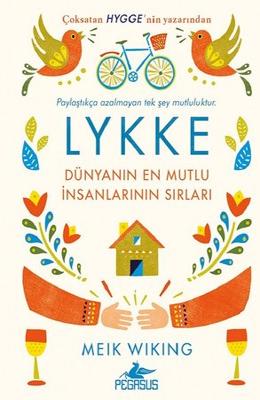 Çoksatan HYGGE'nin yazarından
Paylaştıkça azalmayan tek şey mutluluktur.
LYKKE
DÜNYANIN EN MUTLU
İNSANLARININ SIRLARI
MEIK WIKING
PEGASUS